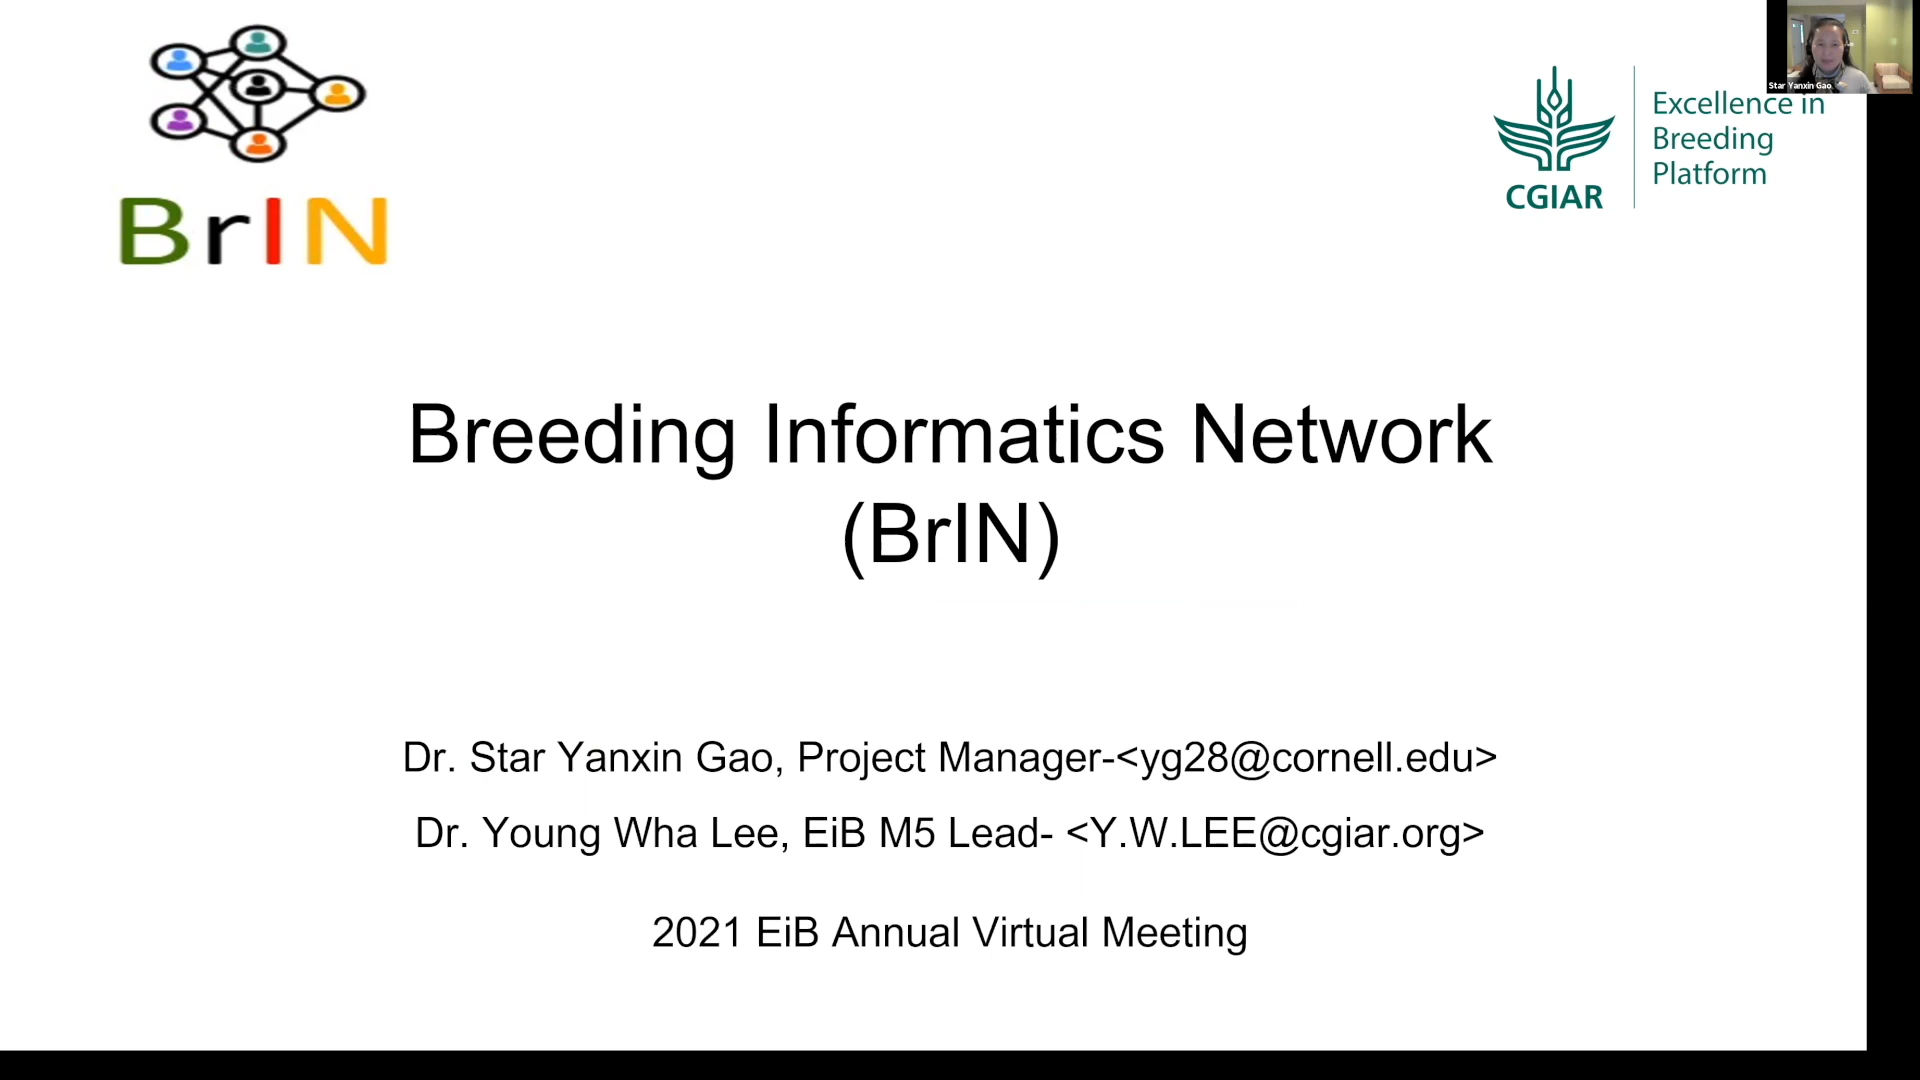 BrIN
Star Yanxin Gao
Excellence in
Breeding
Platform
CGIAR
Breeding Informatics Network
(BrIN)
Dr. Star Yanxin Gao, Project Manager-<yg28@cornell.edu>
Dr. Young Wha Lee, EiB M5 Lead- <Y.W.LEE@cgiar.org>
2021 EiB Annual Virtual Meeting